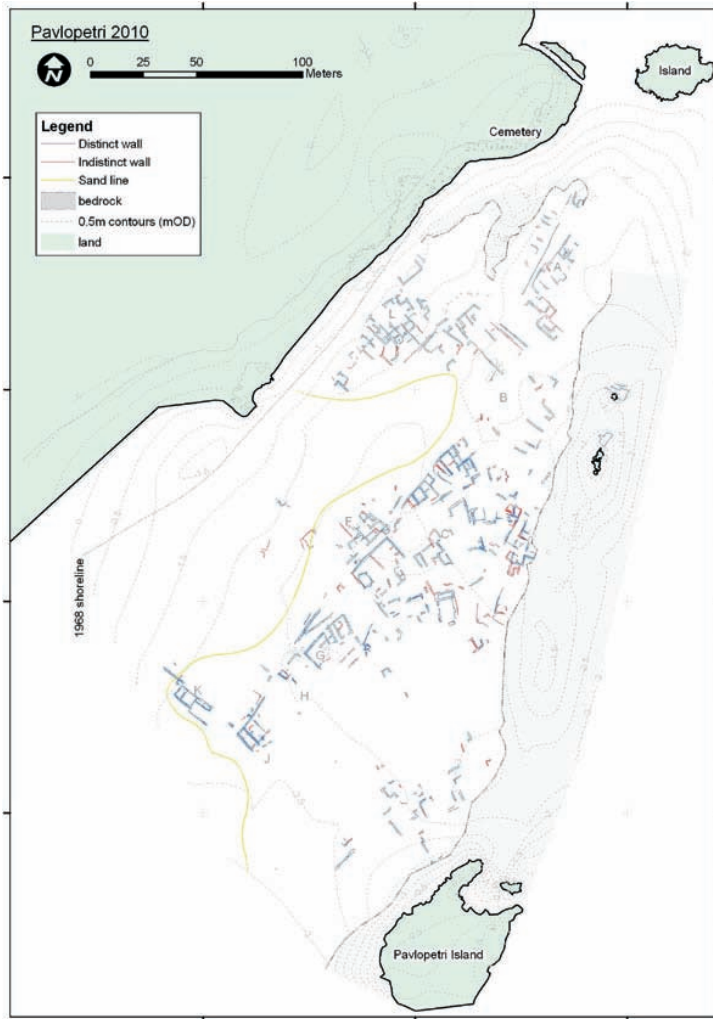 Pavlopetri 2010
N
0 25 50 100
Meters
Island
Cemetery
Legend
Distinct wall
Indistinct wall
Sand line
bedrock
0.5m contours (mOD)
land
A
B
F
G
H
K
1968 shoreline
Pavlopetri Island